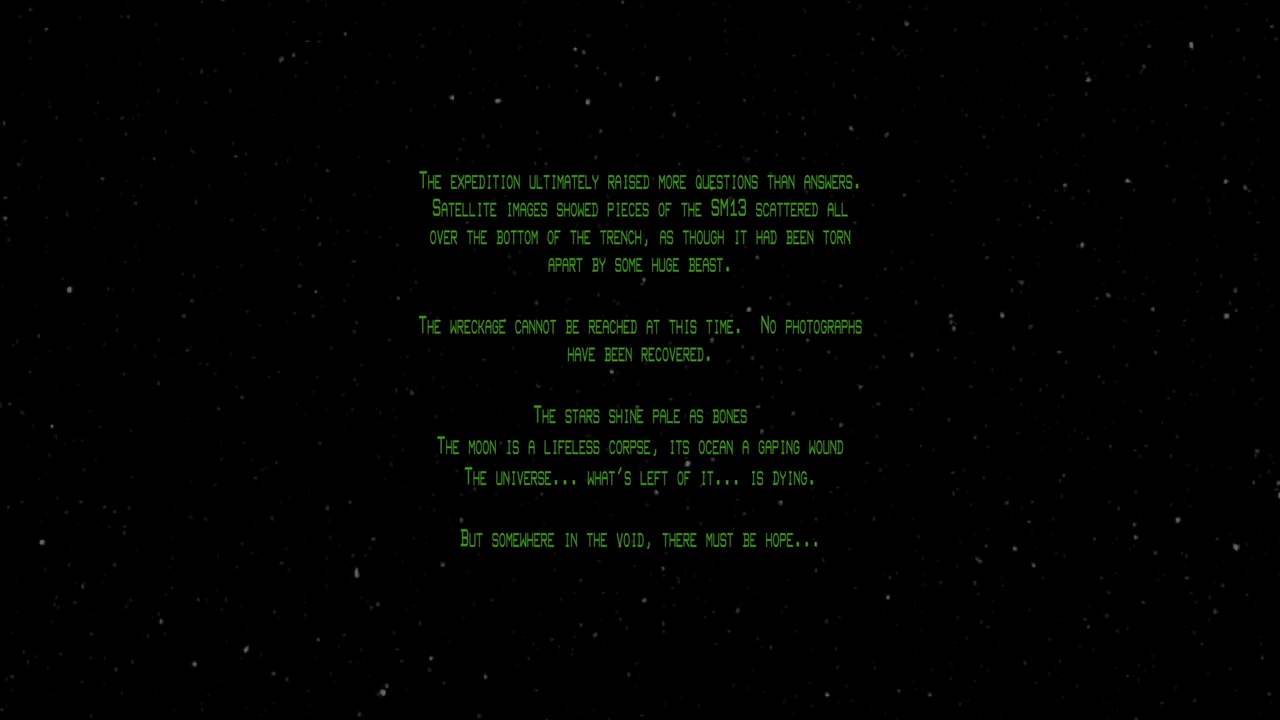 The expedition ultimately raised more questions than answers.
Satellite images showed pieces of the SM13 scattered all
over the bottom of the trench, as though it had been torn
apart by some huge beast.
The wreckage cannot be reached at this time.  No photographs
have been recovered.
The stars shine pale as bones
The moon is a lifeless corpse, its ocean a gaping wound
The universe... what's left of it... is dying.
But somewhere in the void, there must be hope...